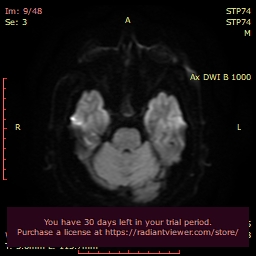 Im: 9/48
Se: 3
A
STP74
STP74
M
Ax DWI B 1000
R
L
You have 30 days left in your trial period.
Purchase a license at https://radiantviewer.com/store/